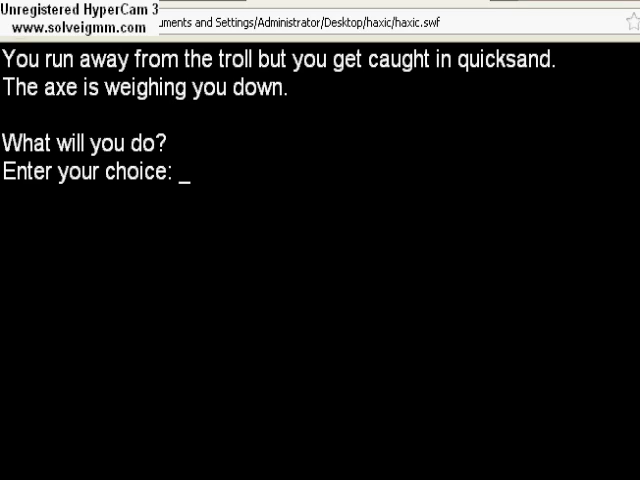 Unregistered HyperCam 3
www.solveigmm.com
uments and Settings/Administrator/Desktop/haxic/haxic.swf
You run away from the troll but you get caught in quicksand.
The axe is weighing you down.
What will you do?
Enter your choice: _